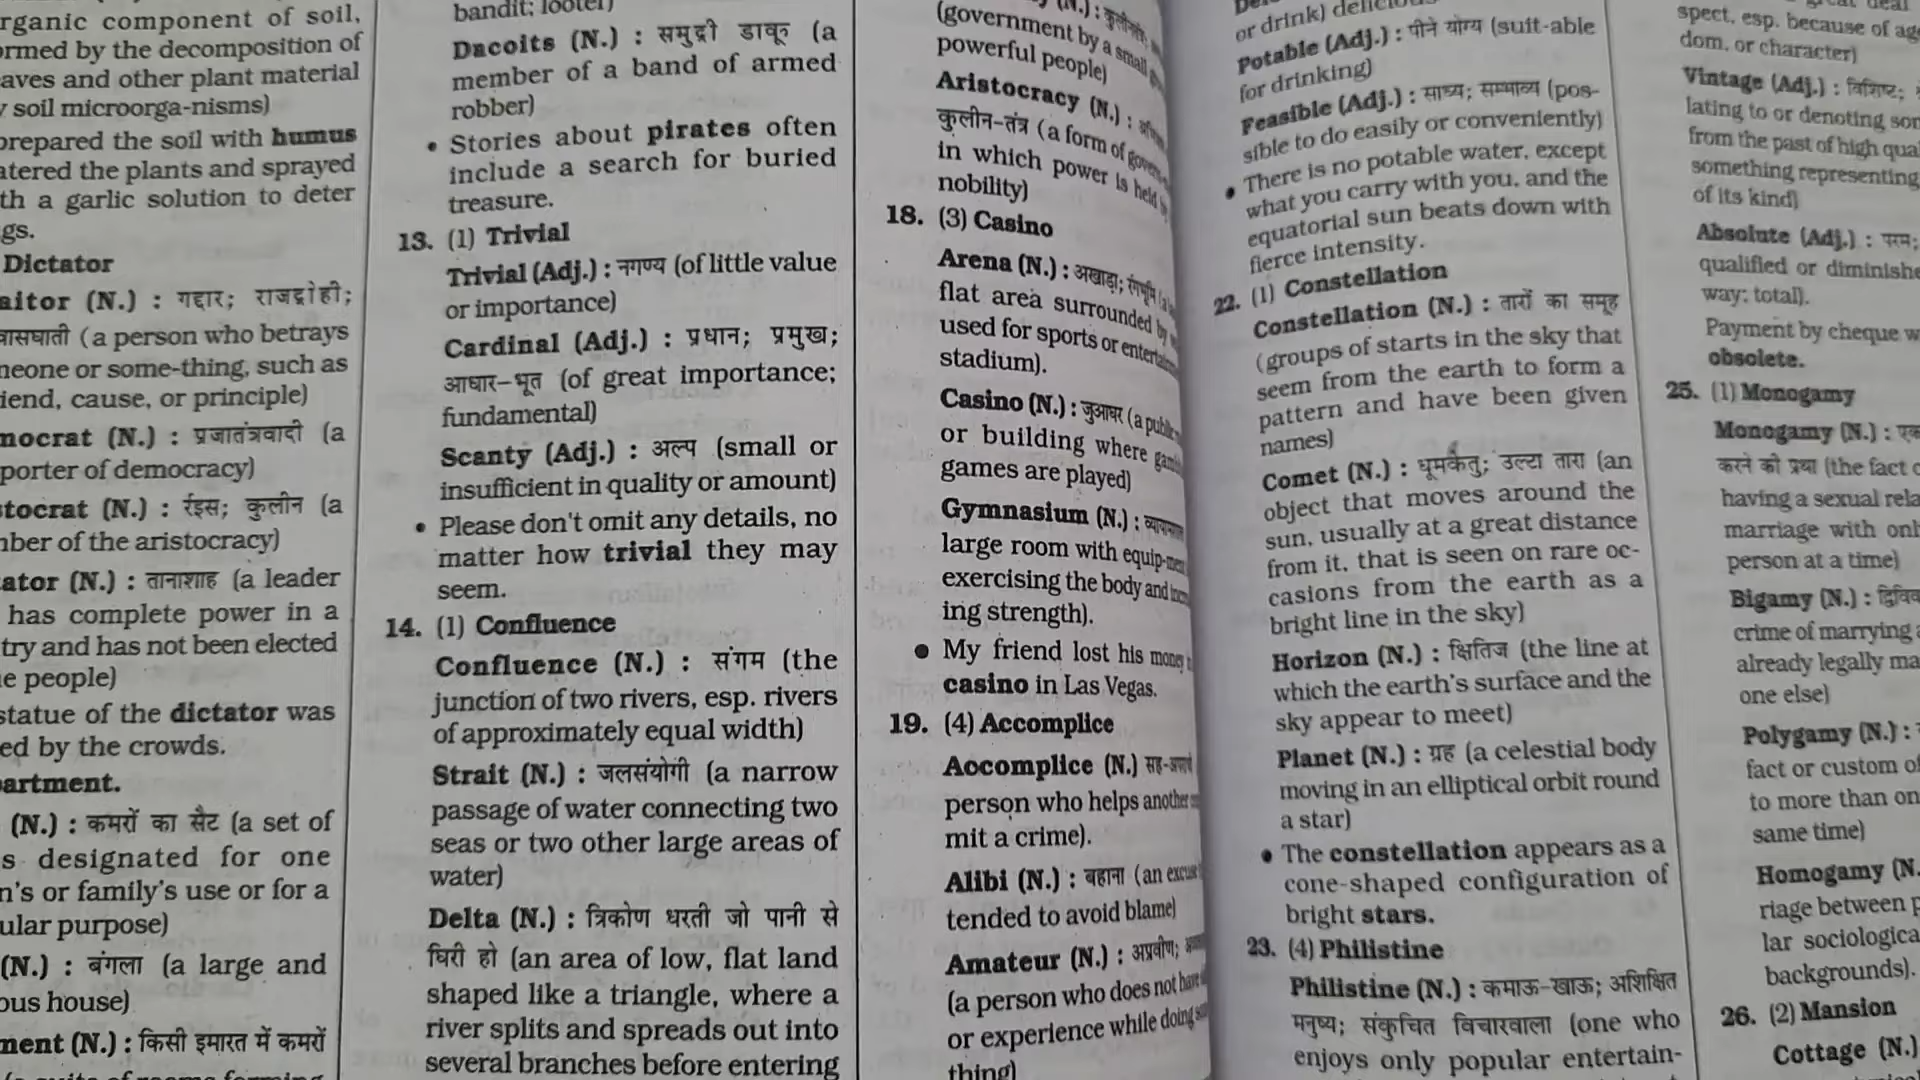 rganic component of soil,
ormed by the decomposition of
aves and other plant material
y soil microorga-nisms)
prepared the soil with humus
atered the plants and sprayed
th a garlic solution to deter
gs.
Dictator
aitor (N.) : गद्दार; राजद्रोही;
वासघाती (a person who betrays
meone or some-thing, such as
iend, cause, or principle)
mocrat (N.) : प्रजातंत्रवादी (a
porter of democracy)
tocrat (N.) : रईस; कुलीन (a
nber of the aristocracy)
ator (N.) : तानाशाह (a leader
has complete power in a
try and has not been elected
e people)
statue of the dictator was
ed by the crowds.
artment.
(N.) : कमरों का सैट (a set of
s designated for one
n's or family's use or for a
ular purpose)
(N.) : बंगला (a large and
ous house)
ment (N.) : किसी इमारत में कमरों
bandit; looter)
Dacoits (N.) : समुद्री डाकू (a
member of a band of armed
robber)
• Stories about pirates often
include a search for buried
treasure.
13. (1) Trivial
Trivial (Adj.) : नगण्य (of little value
or importance)
Cardinal (Adj.) : प्रधान; प्रमुख;
आधार-भूत (of great importance;
fundamental)
Scanty (Adj.) : अल्प (small or
insufficient in quality or amount)
• Please don't omit any details, no
matter how trivial they may
seem.
14. (1) Confluence
Confluence (N.) : संगम (the
junction of two rivers, esp. rivers
of approximately equal width)
Strait (N.) : जलसंयोगी (a narrow
passage of water connecting two
seas or two other large areas of
water)
Delta (N.) : त्रिकोण धरती जो पानी से
घिरी हो (an area of low, flat land
shaped like a triangle, where a
river splits and spreads out into
several branches before entering
(government by a small
powerful people)
Aristocracy (N.) :
कुलीन-तंत्र (a form of
in which power is held
nobility)
18. (3) Casino
Arena (N.) : अखाड़ा; रंगभूमि
flat area surrounded
used for sports or
stadium).
Casino (N.) : जुआघर (a public
or building where
games are played)
Gymnasium (N.) :
large room with
exercising the body and
ing strength).
• My friend lost his money
casino in Las Vegas.
19. (4) Accomplice
Accomplice (N.)
person who helps another
mit a crime).
Alibi (N.) : बहाना (an excuse
tended to avoid blame)
Amateur (N.) : अप्रवीण;
(a person who does not have
or experience while doing
thing)
or drink)
Potable (Adj.) : पीने योग्य (suit-able
for drinking)
Feasible (Adj.) : साध्य; सम्भाव्य (pos-
sible to do easily or conveniently)
• There is no potable water, except
what you carry with you, and the
equatorial sun beats down with
fierce intensity.
22. (1) Constellation
Constellation (N.) : तारों का समूह
(groups of starts in the sky that
seem from the earth to form a
pattern and have been given
names)
Comet (N.) : धूमकेतु; उल्टा तारा (an
object that moves around the
sun, usually at a great distance
from it, that is seen on rare oc-
casions from the earth as a
bright line in the sky)
Horizon (N.) : क्षितिज (the line at
which the earth's surface and the
sky appear to meet)
Planet (N.) : ग्रह (a celestial body
moving in an elliptical orbit round
a star)
• The constellation appears as a
cone-shaped configuration of
bright stars.
23. (4) Philistine
Philistine (N.) : कमाऊ-खाऊ; अशिक्षित
मनुष्य; संकुचित विचारवाला (one who
enjoys only popular entertain-
spect, esp. because of
dom, or character)
Vintage (Adj.) : विशिष्ट;
lating to or denoting
from the past of high
something representing
of its kind)
Absolute (Adj.) : परम;
qualified or diminishe
way; total).
Payment by cheque w
obsolete.
25. (1) Monogamy
Monogamy (N.) :
करने की प्रथा (the fact
having a sexual rela
marriage with onl
person at a time)
Bigamy (N.) :
crime of marrying
already legally ma
one else)
Polygamy (N.) :
fact or custom of
to more than on
same time)
Homogamy (N.
riage between p
lar sociologica
backgrounds).
26. (2) Mansion
Cottage (N.)